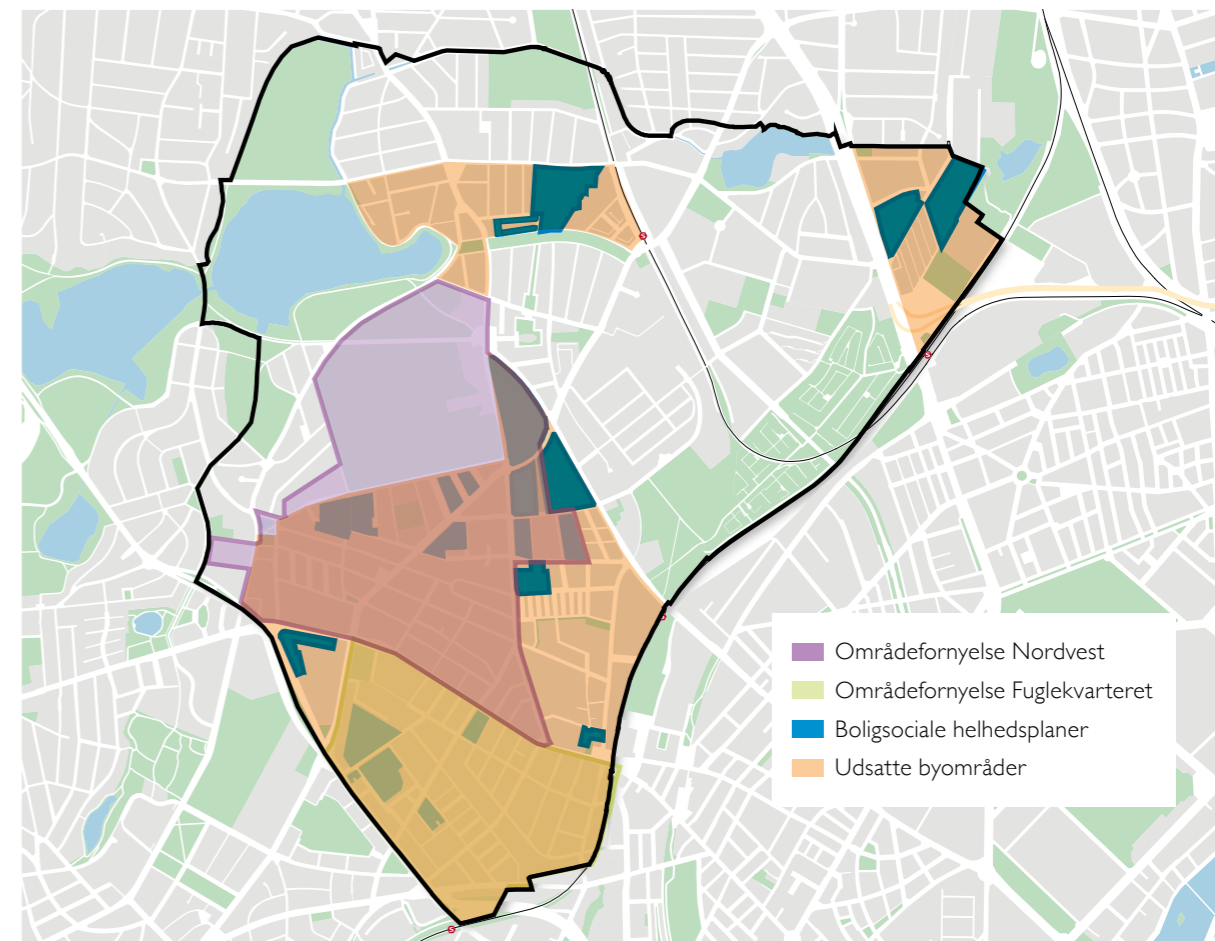 Områdefornyelse Nordvest
Områdefornyelse Fuglekvarteret
Boligsociale helhedsplaner
Udsatte byområder